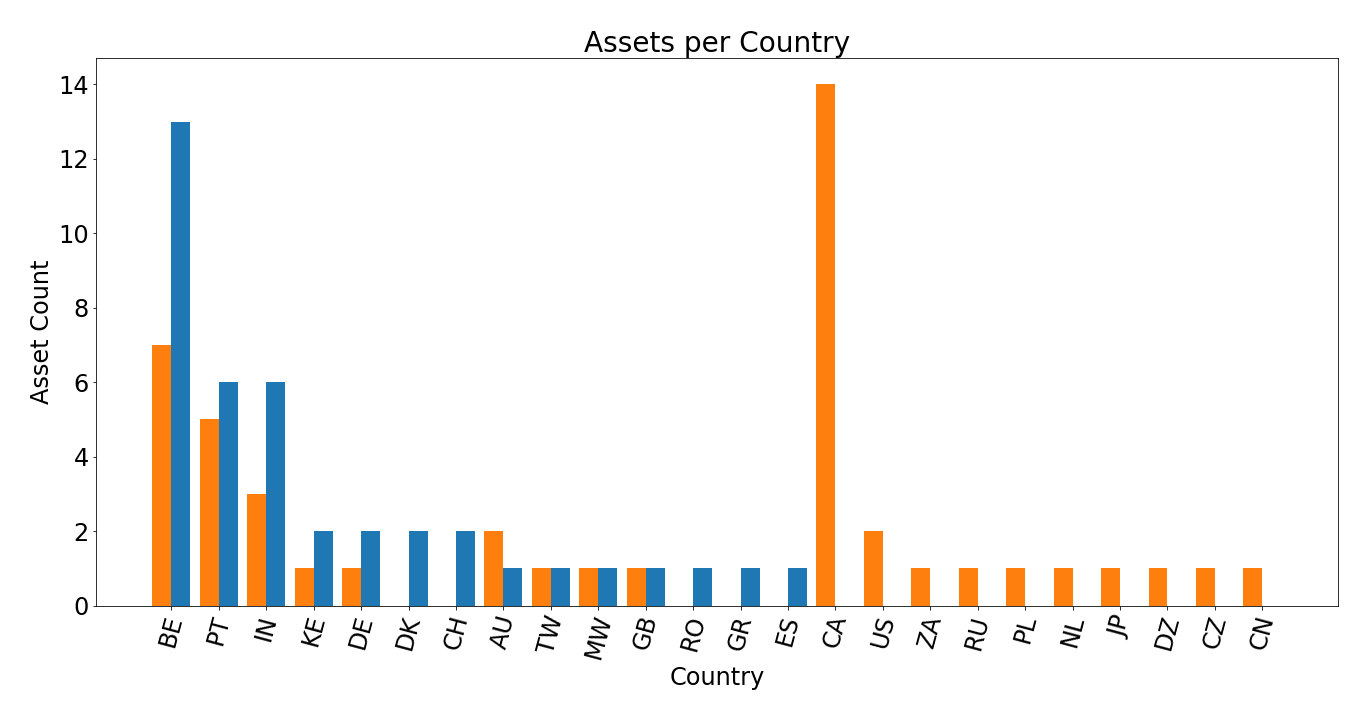 Assets per Country
Asset Count
14
12
10
8
6
4
2
0
BE PT IN KE DE DK CH AU TW MW GB RO GR ES CA US ZA RU PL NL JP DZ CZ CN
Country